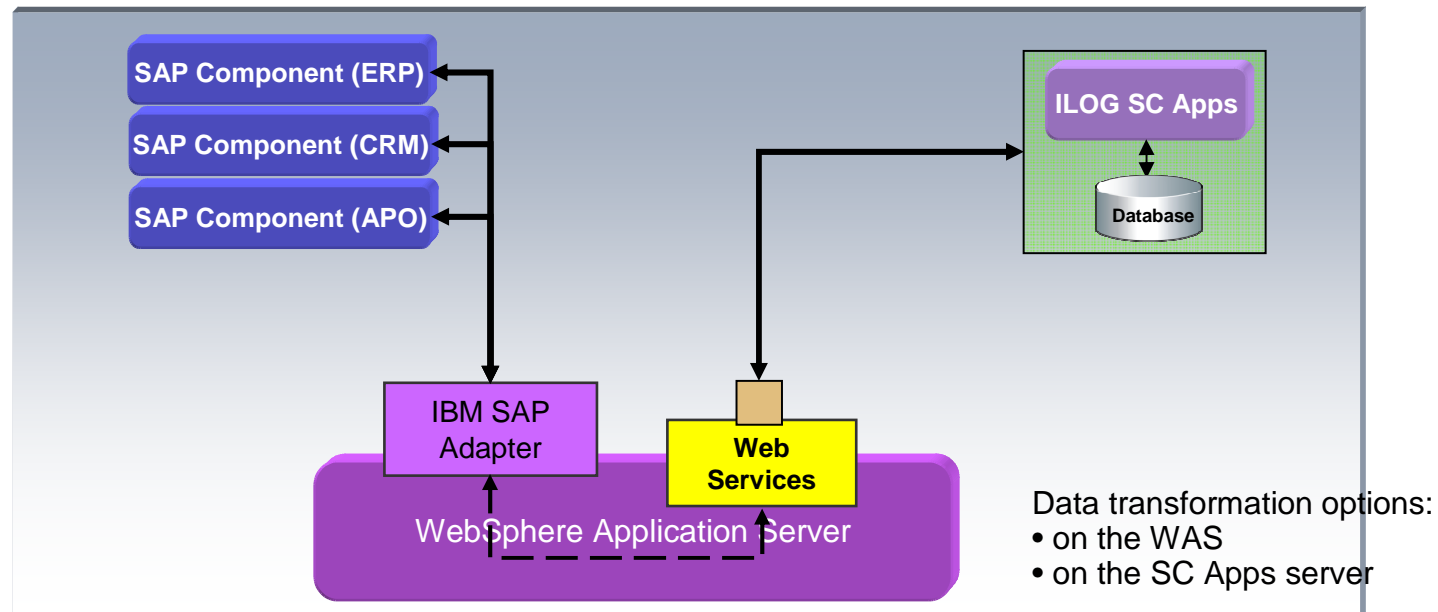 SAP Component (ERP)
SAP Component (CRM)
SAP Component (APO)
ILOG SC Apps
Database
IBM SAP
Adapter
Web
Services
WebSphere Application Server
Data transformation options:
• on the WAS
• on the SC Apps server